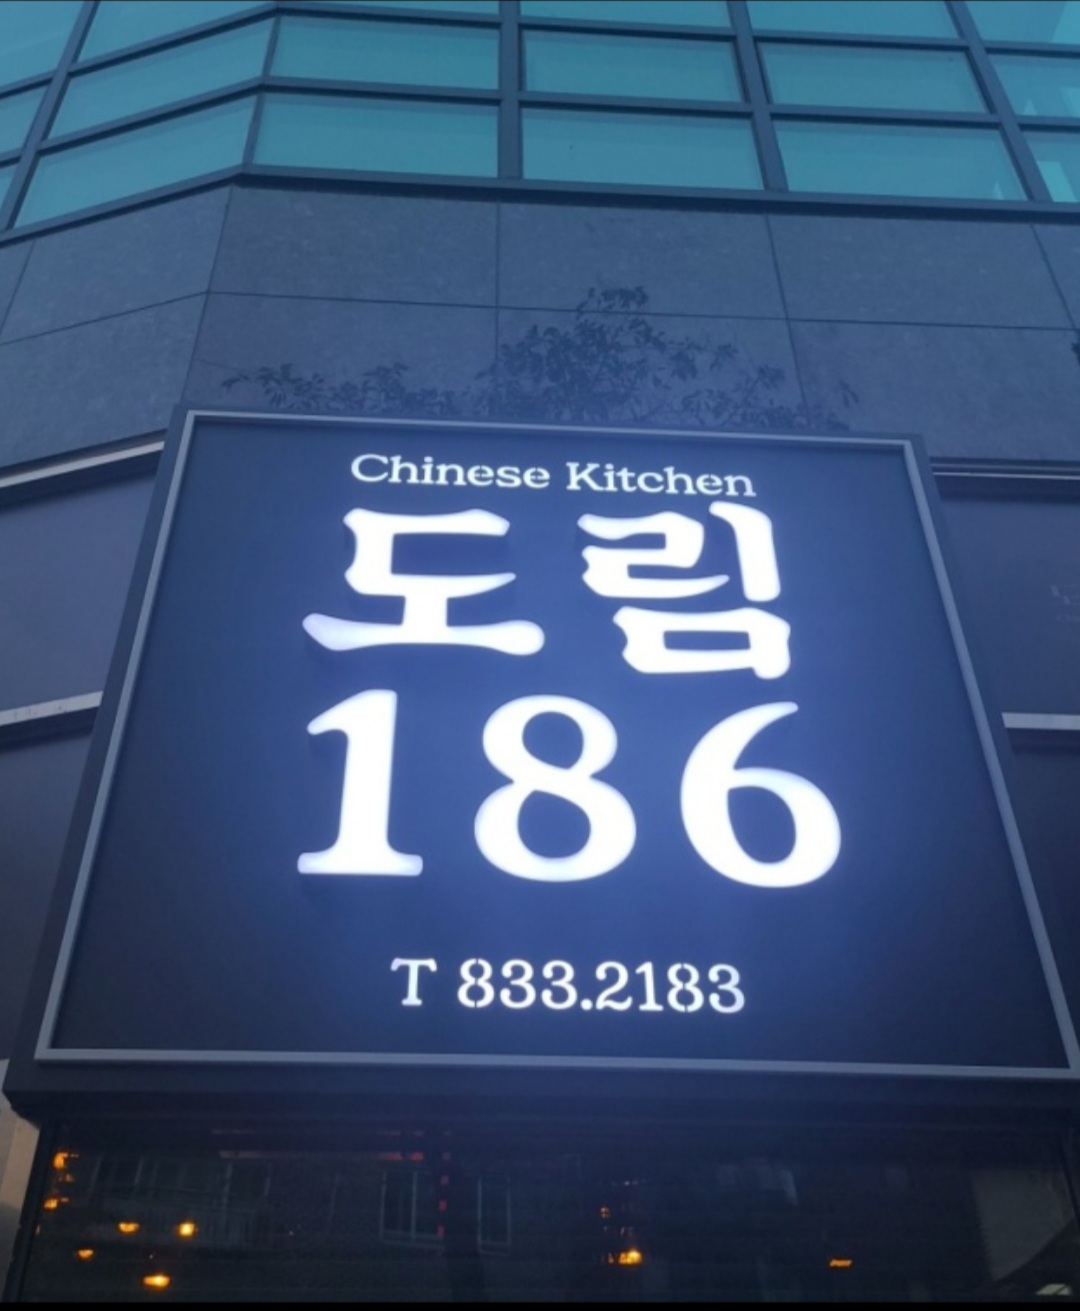 Chinese Kitchen
도림
186
T 833.2183